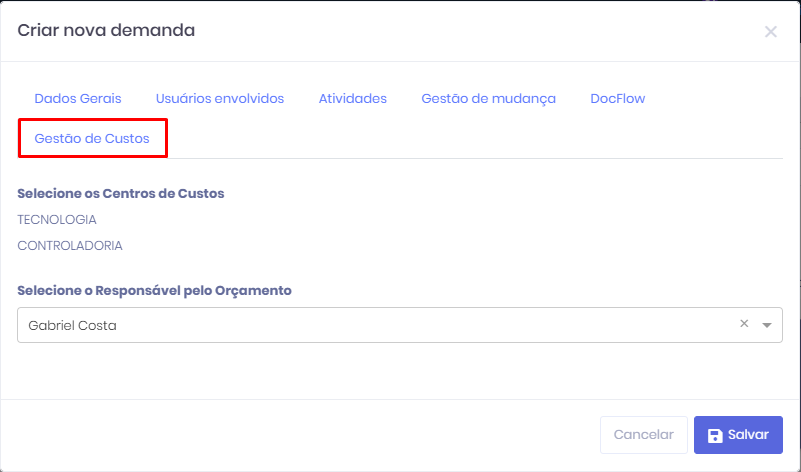 Criar nova demanda
Dados Gerais Usuários envolvidos Atividades Gestão de mudança DocFlow
Gestão de Custos
Selecione os Centros de Custos
TECNOLOGIA
CONTROLADORIA
Selecione o Responsável pelo Orçamento
Gabriel Costa
Cancelar Salvar